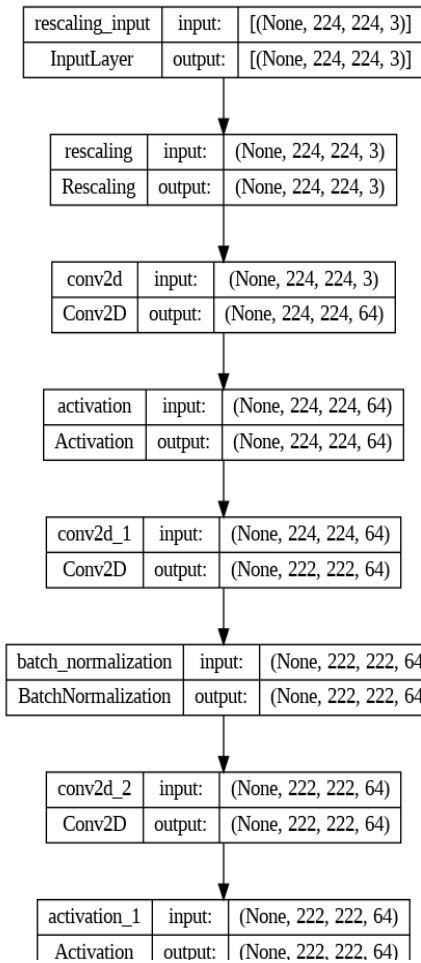 rescaling_input input: [(None, 224, 224, 3)]
InputLayer output: [(None, 224, 224, 3)]
rescaling input: (None, 224, 224, 3)
Rescaling output: (None, 224, 224, 3)
conv2d input: (None, 224, 224, 3)
Conv2D output: (None, 224, 224, 64)
activation input: (None, 224, 224, 64)
Activation output: (None, 224, 224, 64)
conv2d_1 input: (None, 224, 224, 64)
Conv2D output: (None, 222, 222, 64)
batch_normalization input: (None, 222, 222, 64
BatchNormalization output: (None, 222, 222, 64
conv2d_2 input: (None, 222, 222, 64)
Conv2D output: (None, 222, 222, 64)
activation_1 input: (None, 222, 222, 64)
Activation output: (None, 222, 222, 64)